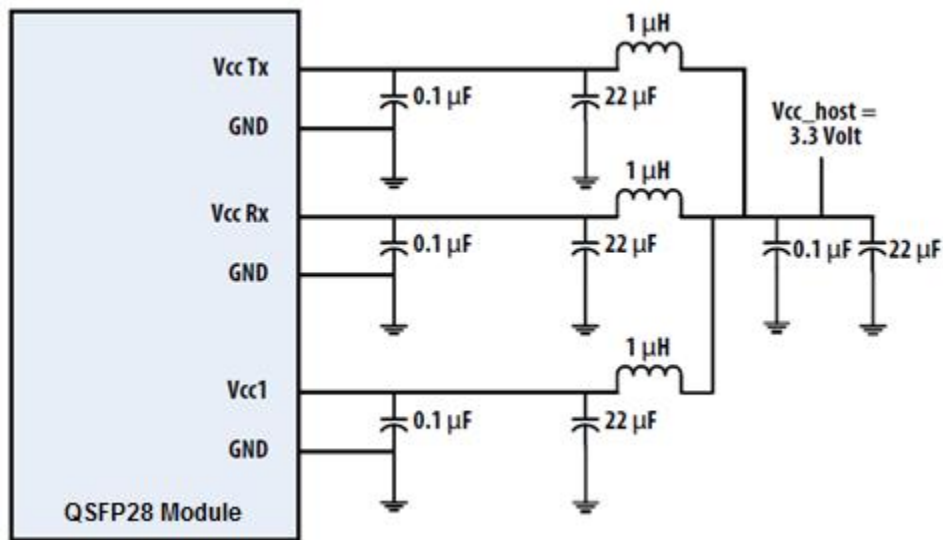 1 μH
Vcc Tx
0.1 μF
22 μF
Vcc_host =
3.3 Volt
GND
1 μH
Vcc Rx
0.1 μF
22 μF
0.1 μF
22 μF
GND
1 μH
Vcc1
0.1 μF
22 μF
GND
QSFP28 Module